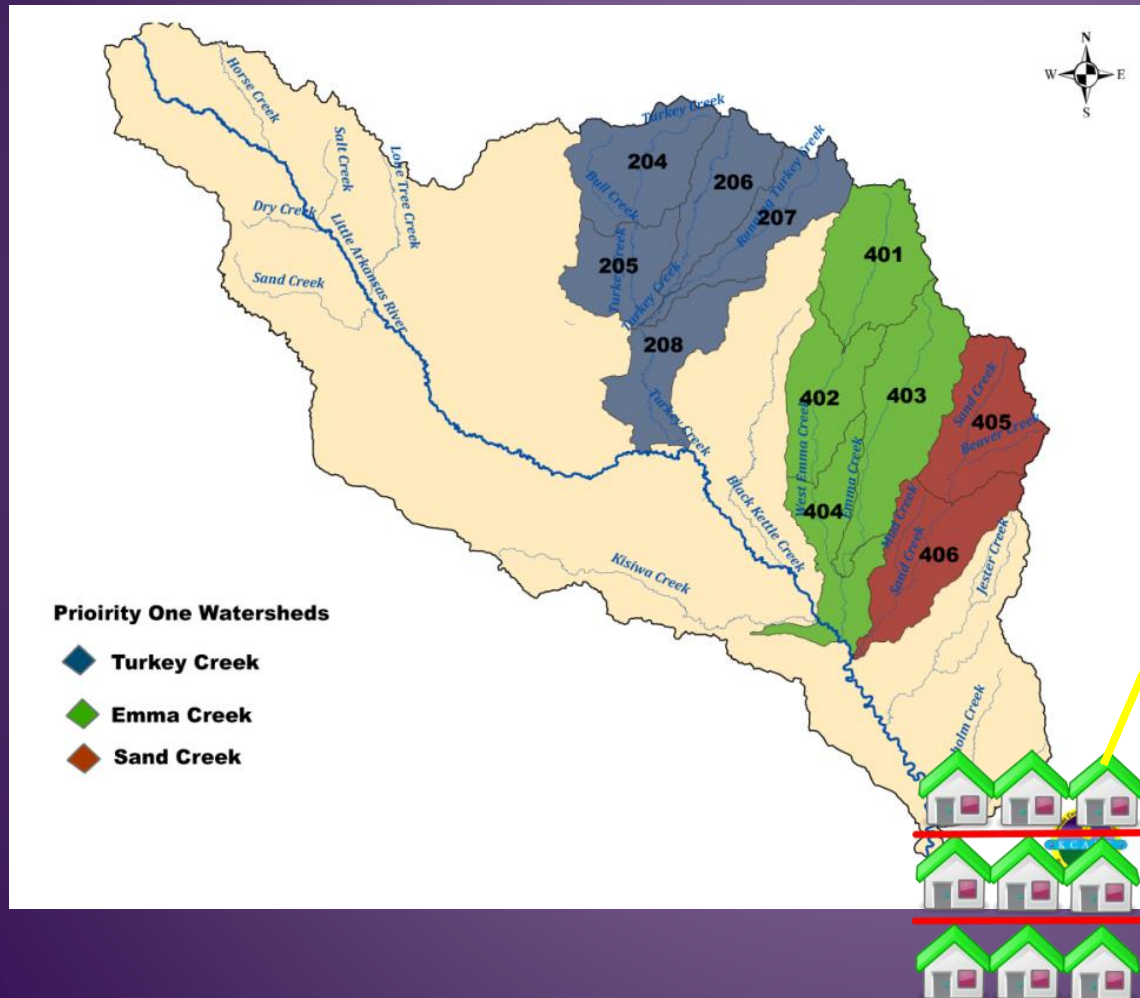 N
W E
S
Horse Creek
Salt Creek
Lone Tree Creek
Dry Creek
Sand Creek
Little Arkansas River
Turkey Creek
204
206
Running Turkey Creek
207
Bull Creek
205
Turkey Creek
Turkey Creek
208
Turkey Creek
401
402
403
West Emma Creek
Emma Creek
404
Sand Creek
405
Beaver Creek
Mud Creek
Sand Creek
406
Jester Creek
Black Kettle Creek
Kisiwa Creek
Prioirity One Watersheds
Turkey Creek
Emma Creek
Sand Creek
holm Creek